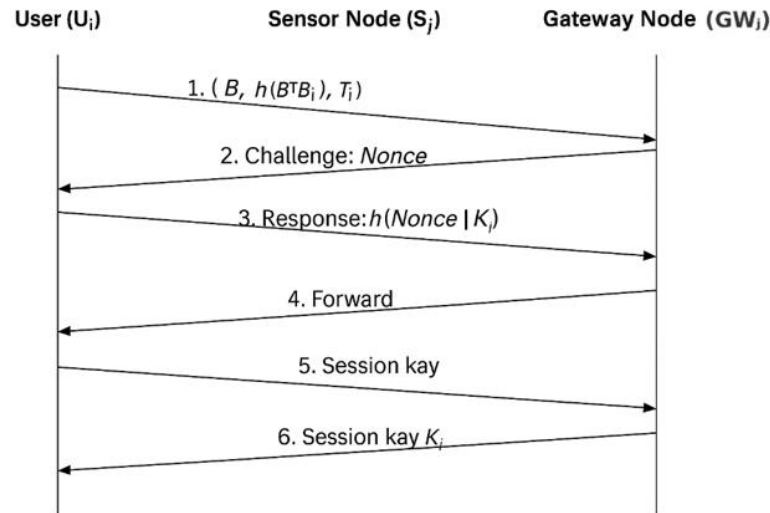 User (Uᵢ) Sensor Node (Sⱼ) Gateway Node (GWⱼ)
1. ( B, h(BᵀBᵢ), Tᵢ)
2. Challenge: Nonce
3. Response: h(Nonce | Kᵢ)
4. Forward
5. Session kay
6. Session kay Kᵢ